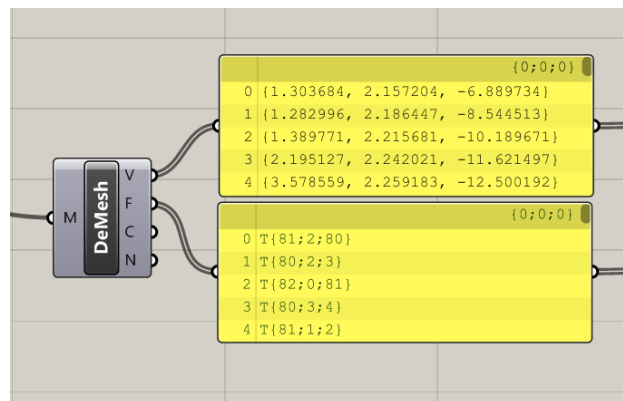 {0;0;0}
0 {1.303684, 2.157204, -6.889734}
1 {1.282996, 2.186447, -8.544513}
2 {1.389771, 2.215681, -10.189671}
3 {2.195127, 2.242021, -11.621497}
4 {3.578559, 2.259183, -12.500192}
M
DeMesh
V
F
C
N
{0;0;0}
0 T{81;2;80}
1 T{80;2;3}
2 T{82;0;81}
3 T{80;3;4}
4 T{81;1;2}